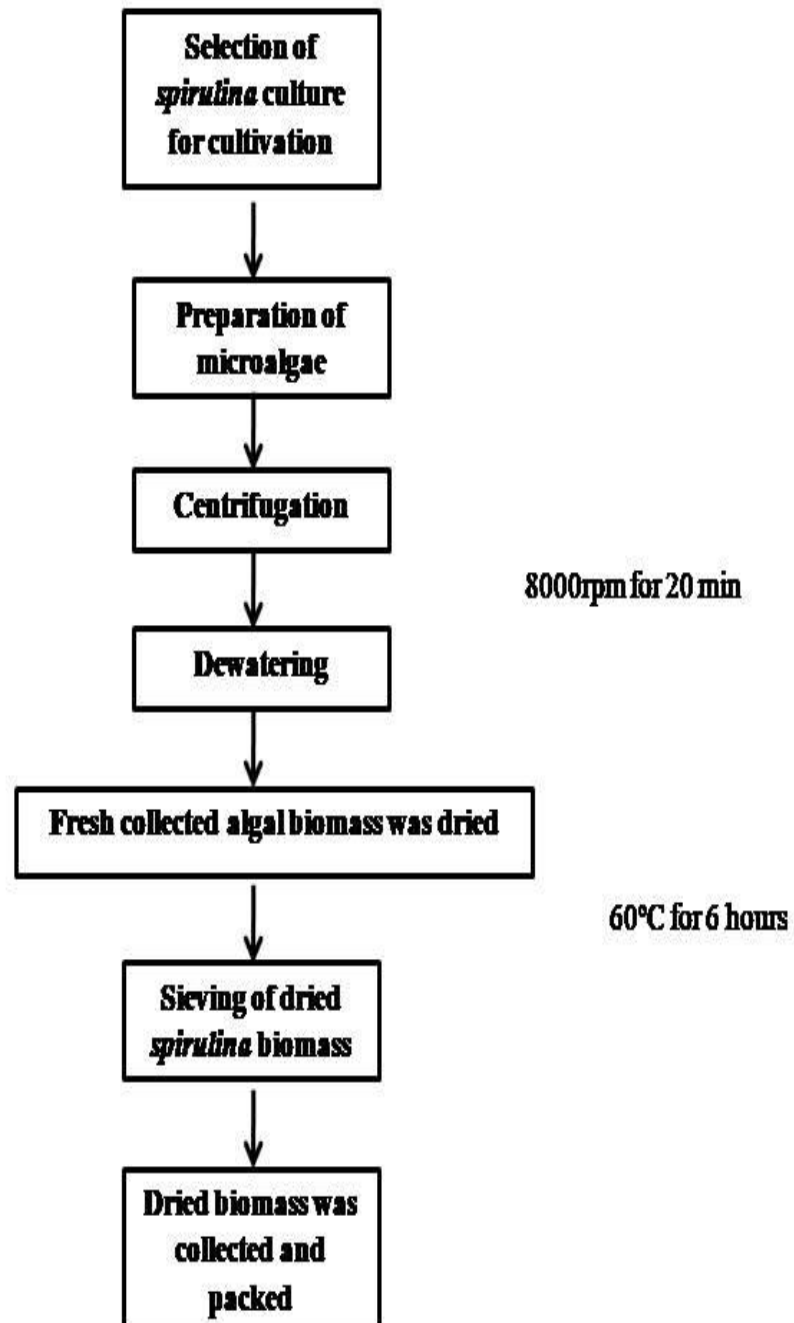 Selection of
spirulina culture
for cultivation
Preparation of
microalgae
Centrifugation
8000rpm for 20 min
Dewatering
Fresh collected algal biomass was dried
60°C for 6 hours
Sieving of dried
spirulina biomass
Dried biomass was
collected and
packed